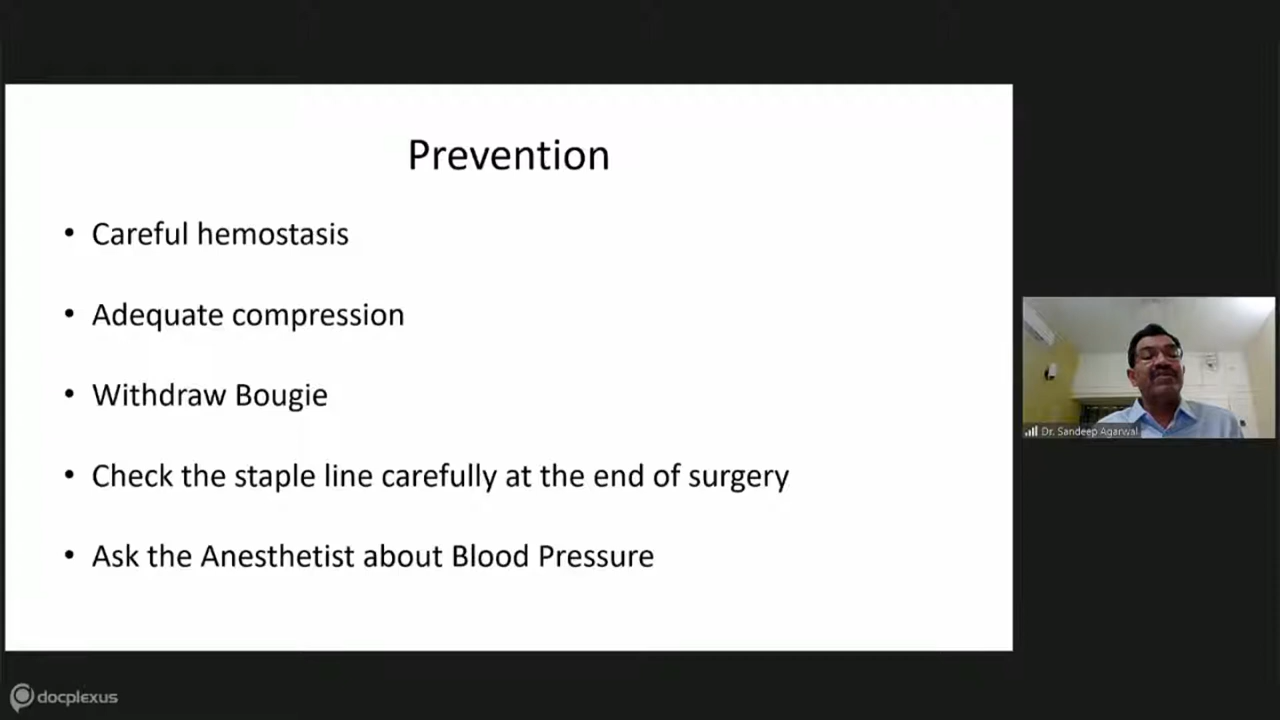 Prevention
• Careful hemostasis
• Adequate compression
• Withdraw Bougie
• Check the staple line carefully at the end of surgery
• Ask the Anesthetist about Blood Pressure
Dr. Sandeep Agarwal
docplexus